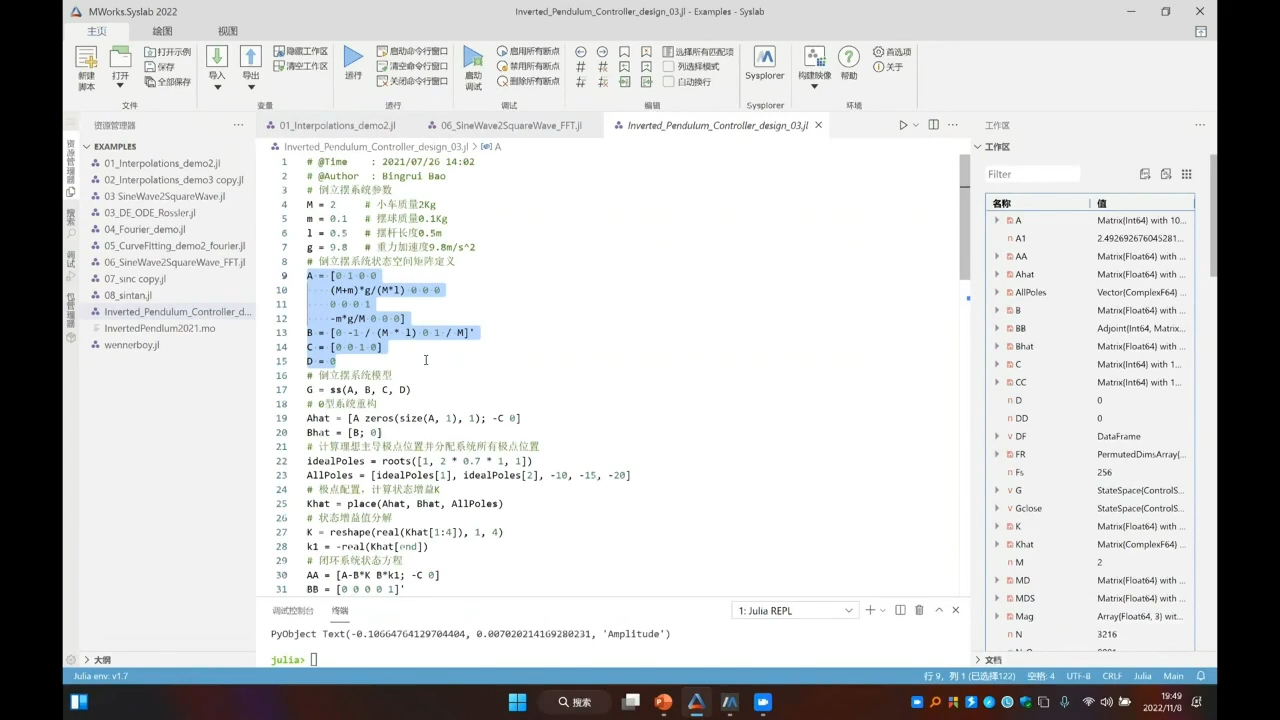 MWorks.Syslab 2022
Inverted_Pendulum_Controller_design_03.jl - Examples - Syslab
主页 绘图 视图
新建脚本 打开 打开示例 保存 全部保存
导入 导出 隐藏工作区 清空工作区
运行 启动命令行窗口 清空命令行窗口 关闭命令行窗口
启动调试 启用所有断点 禁用所有断点 删除所有断点
选择所有匹配项 列选择模式 自动换行
Sysplorer 构建映像 帮助 首选项 关于
文件 变量 运行 调试 编辑 Sysplorer 环境
资源管理器
EXAMPLES
01_Interpolations_demo2.jl
02_Interpolations_demo3 copy.jl
03 SineWave2SquareWave.jl
03_DE_ODE_Rossler.jl
04_Fourier_demo.jl
05_CurveFitting_demo2_fourier.jl
06_SineWave2SquareWave_FFT.jl
07_sinc copy.jl
08_sintan.jl
Inverted_Pendulum_Controller_d...
InvertedPendlum2021.mo
wennerboy.jl
大纲
01_Interpolations_demo2.jl 06_SineWave2SquareWave_FFT.jl Inverted_Pendulum_Controller_design_03.jl
Inverted_Pendulum_Controller_design_03.jl > A
1 # @Time : 2021/07/26 14:02
2 # @Author : Bingrui Bao
3 # 倒立摆系统参数
4 M = 2 # 小车质量2Kg
5 m = 0.1 # 摆球质量0.1Kg
6 l = 0.5 # 摆杆长度0.5m
7 g = 9.8 # 重力加速度9.8m/s^2
8 # 倒立摆系统状态空间矩阵定义
9 A = [0 1 0 0
10 (M+m)*g/(M*l) 0 0 0
11 0 0 0 1
12 -m*g/M 0 0 0]
13 B = [0 -1 / (M * l) 0 1 / M]'
14 C = [0 0 1 0]
15 D = 0
16 # 倒立摆系统模型
17 G = ss(A, B, C, D)
18 # 0型系统重构
19 Ahat = [A zeros(size(A, 1), 1); -C 0]
20 Bhat = [B; 0]
21 # 计算理想主导极点位置并分配系统所有极点位置
22 idealPoles = roots([1, 2 * 0.7 * 1, 1])
23 AllPoles = [idealPoles[1], idealPoles[2], -10, -15, -20]
24 # 极点配置，计算状态增益K
25 Khat = place(Ahat, Bhat, AllPoles)
26 # 状态增益值分解
27 K = reshape(real(Khat[1:4]), 1, 4)
28 k1 = -real(Khat[end])
29 # 闭环系统状态方程
30 AA = [A-B*K B*k1; -C 0]
31 BB = [0 0 0 0 1]'
调试控制台 终端
1: Julia REPL
PyObject Text(-0.10664764129704404, 0.007020214169280231, 'Amplitude')
julia>
工作区
工作区
Filter
名称 值
A Matrix{Int64} with 10...
A1 2.492692676045281...
AA Matrix{Float64} with ...
Ahat Matrix{Float64} with ...
AllPoles Vector{ComplexF64} ...
B Matrix{Float64} with ...
BB Adjoint{Int64, Matrix...
Bhat Matrix{Float64} with ...
C Matrix{Int64} with 1...
CC Matrix{Int64} with 1...
D 0
DD 0
DF DataFrame
FR PermutedDimsArray{...
Fs 256
G StateSpace{ControlS...
Gclose StateSpace{ControlS...
K Matrix{Float64} with ...
Khat Matrix{ComplexF64} ...
M 2
MD Matrix{Float64} with ...
MDS Matrix{Float64} with ...
Mag Array{Float64, 3} wit...
N 3216
文档
Julia env: v1.7
行 9, 列 1 (已选择122) 空格: 4 UTF-8 CRLF Julia Main
搜索
19:49
2022/11/8